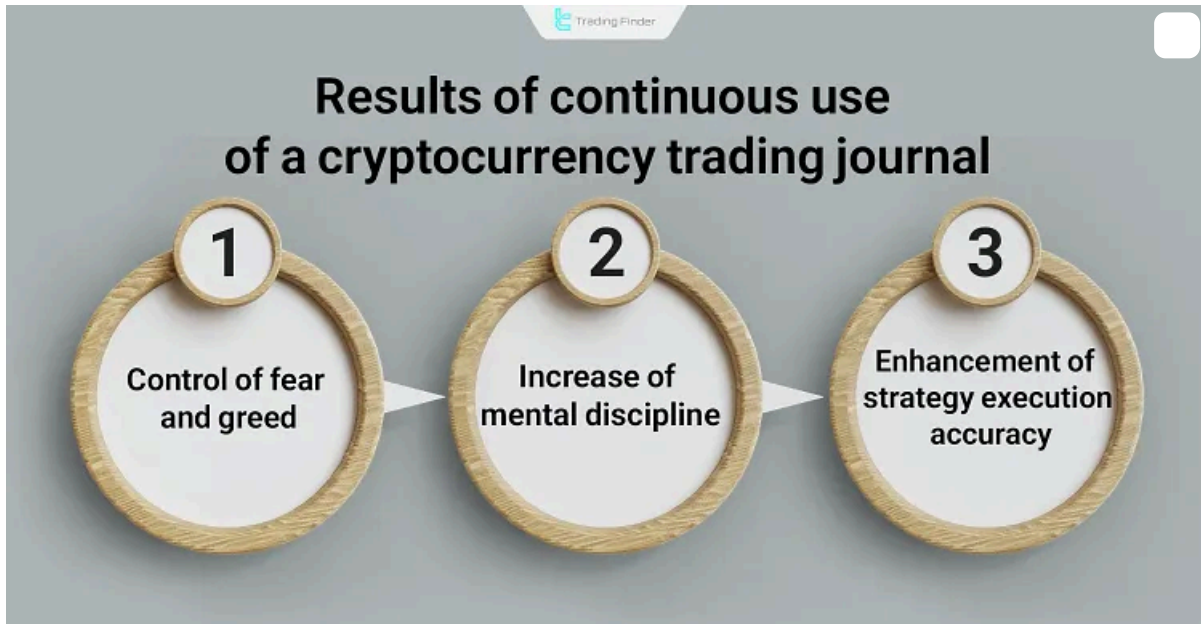 Trading Finder
Results of continuous use
of a cryptocurrency trading journal
1
2
3
Control of fear
and greed
Increase of
mental discipline
Enhancement of
strategy execution
accuracy